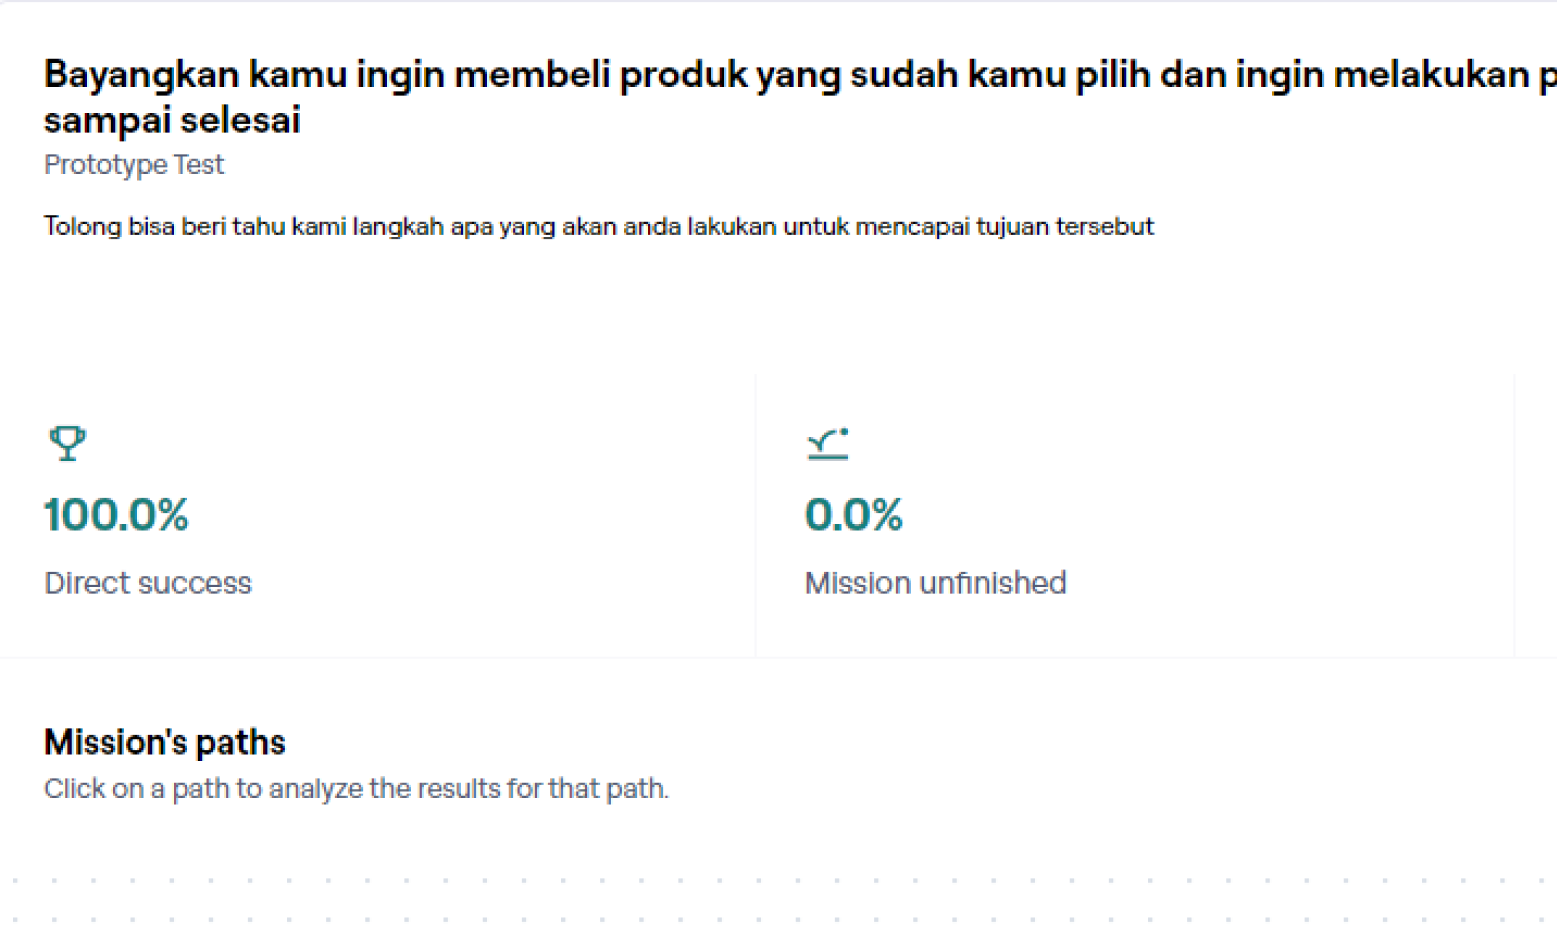 Bayangkan kamu ingin membeli produk yang sudah kamu pilih dan ingin melakukan
sampai selesai
Prototype Test
Tolong bisa beri tahu kami langkah apa yang akan anda lakukan untuk mencapai tujuan tersebut
100.0%
0.0%
Direct success
Mission unfinished
Mission's paths
Click on a path to analyze the results for that path.